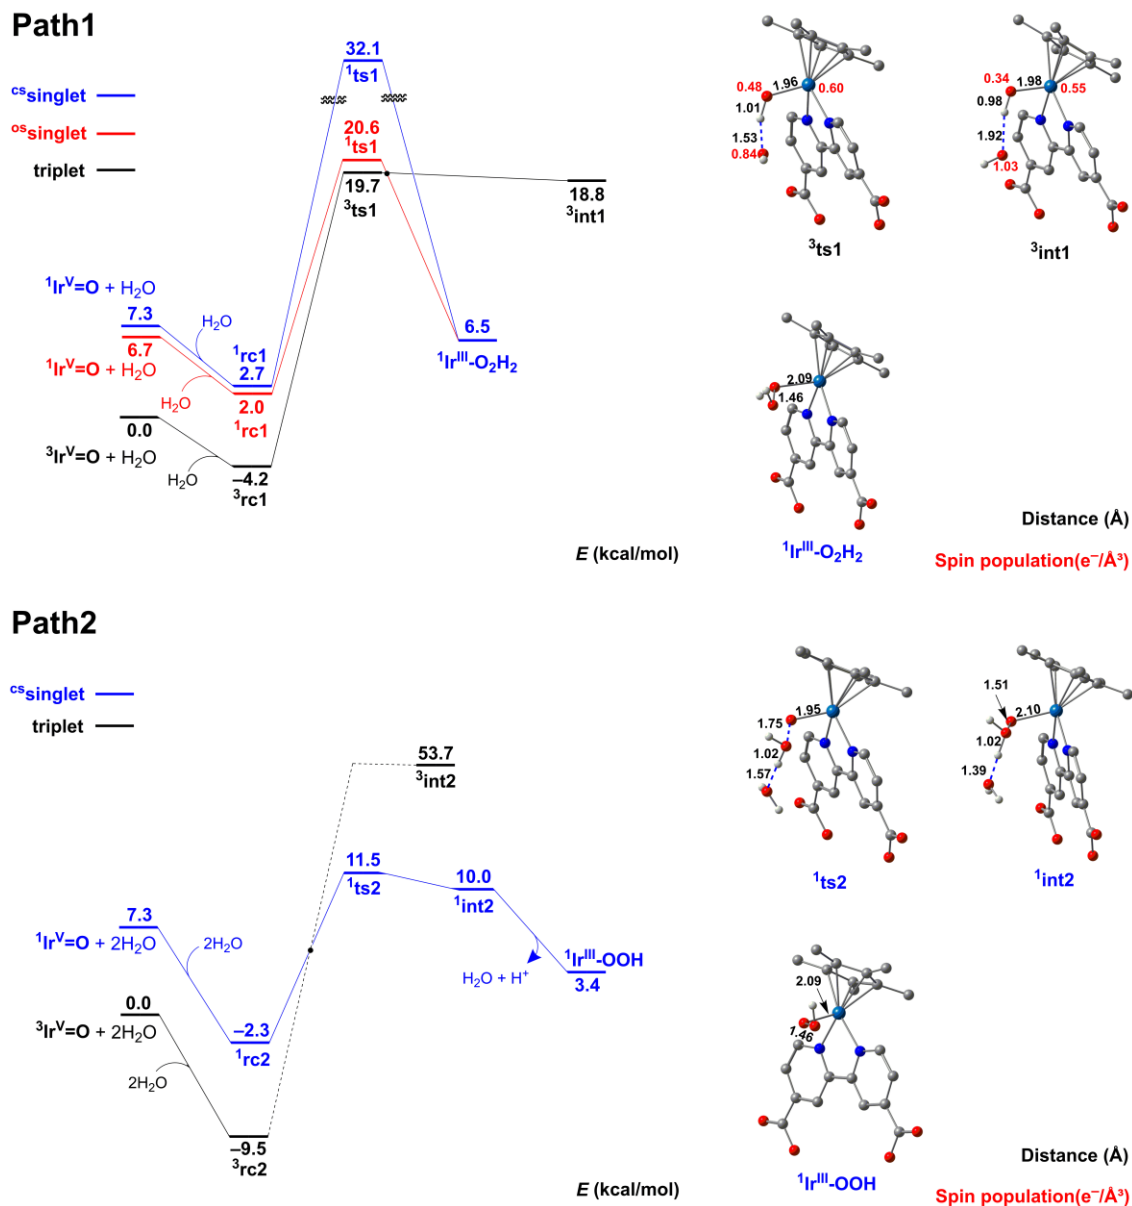 Path1
cssinglet
ossinglet
triplet
32.1
1ts1
20.6
1ts1
19.7
3ts1
18.8
3int1
1IrV=O + H2O
7.3
H2O
6.7
1IrV=O + H2O
H2O
1rc1
2.7
2.0
1rc1
0.0
3IrV=O + H2O
H2O
–4.2
3rc1
6.5
1IrIII-O2H2
E (kcal/mol)
0.48
1.96
0.60
1.01
1.53
0.84
3ts1
0.34
1.98
0.55
0.98
1.92
1.03
3int1
2.09
1.46
1IrIII-O2H2
Distance (Å)
Spin population(e–/Å³)
Path2
cssinglet
triplet
53.7
3int2
11.5
1ts2
10.0
1int2
7.3
1IrV=O + 2H2O
2H2O
0.0
3IrV=O + 2H2O
2H2O
–2.3
1rc2
–9.5
3rc2
H2O + H+
1IrIII-OOH
3.4
E (kcal/mol)
1.95
1.75
1.02
1.57
1ts2
1.51
2.10
1.02
1.39
1int2
2.09
1.46
1IrIII-OOH
Distance (Å)
Spin population(e–/Å³)